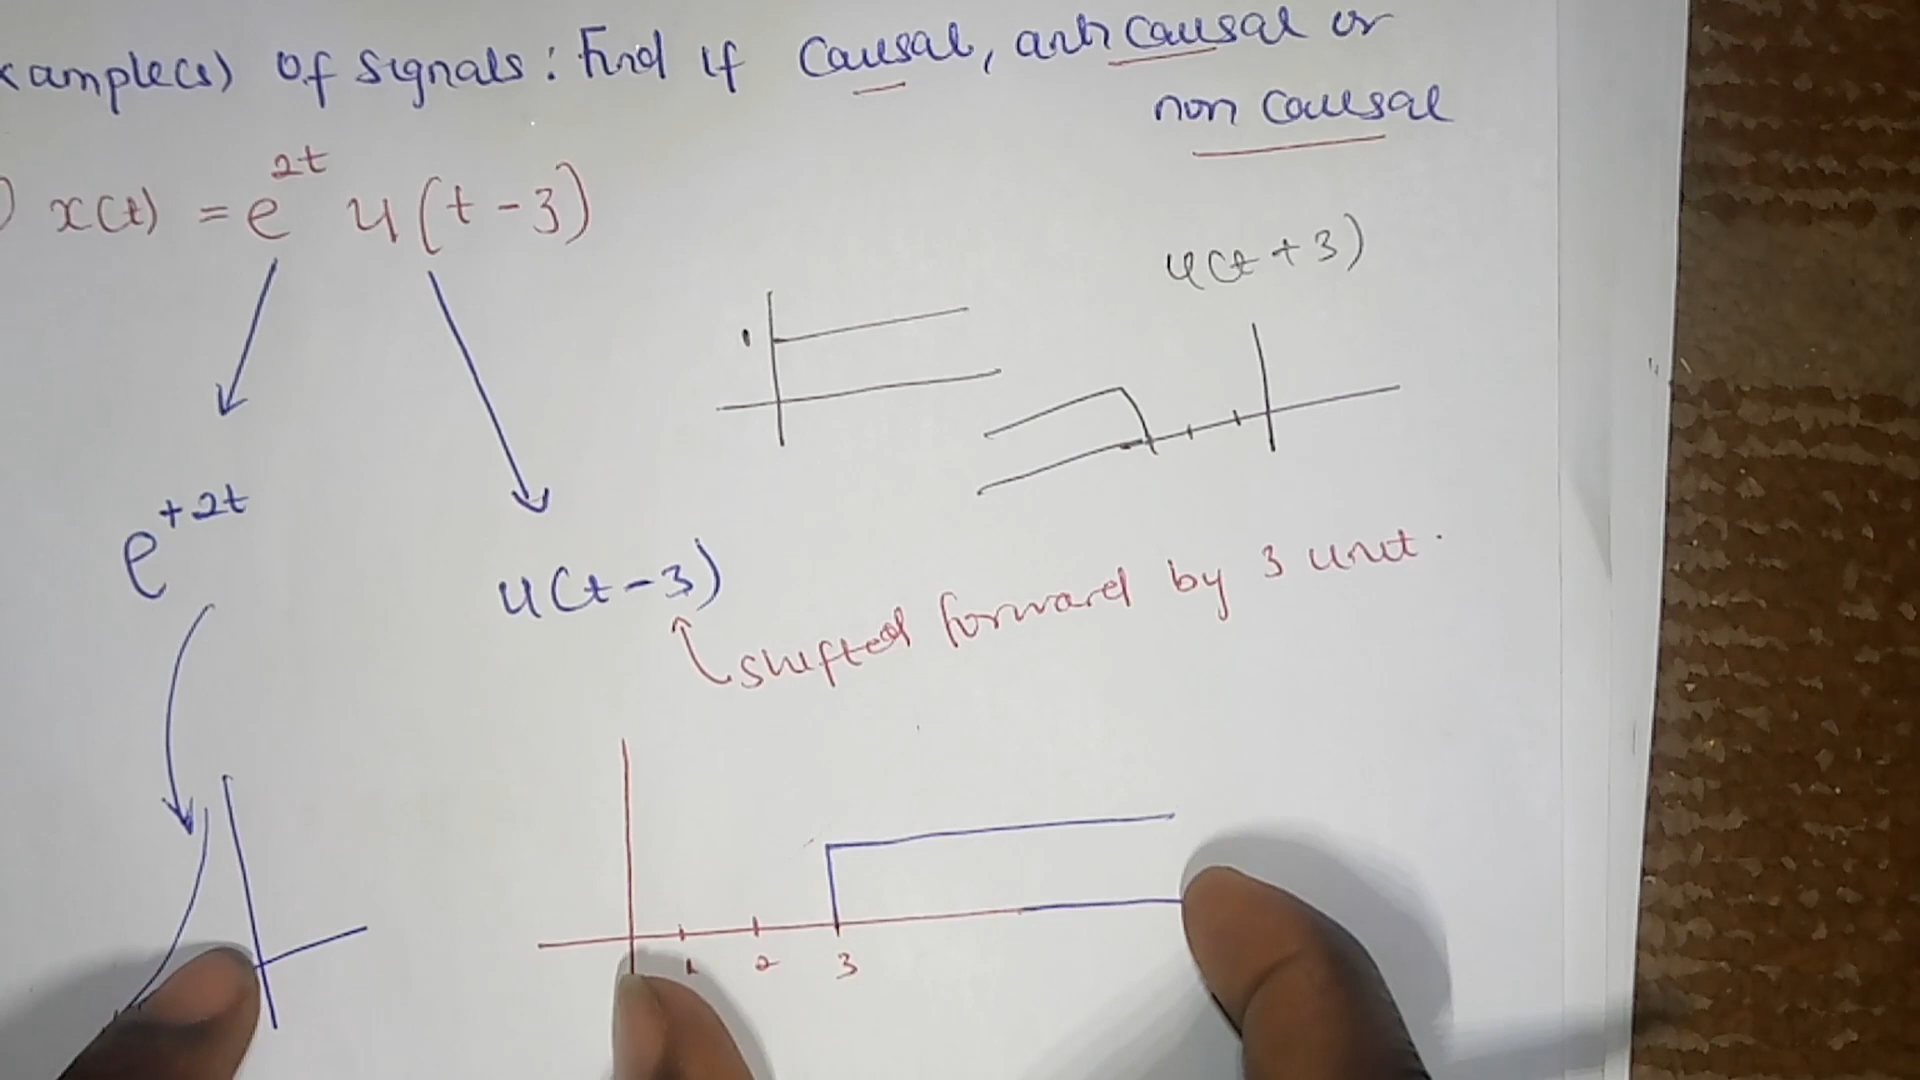 xample(s) of signals: Find if Causal, anti causal or
non causal
) x(t) = e^2t u(t-3)
u(t+3)
1
e^+2t
u(t-3)
shifted forward by 3 unit.
1 2 3